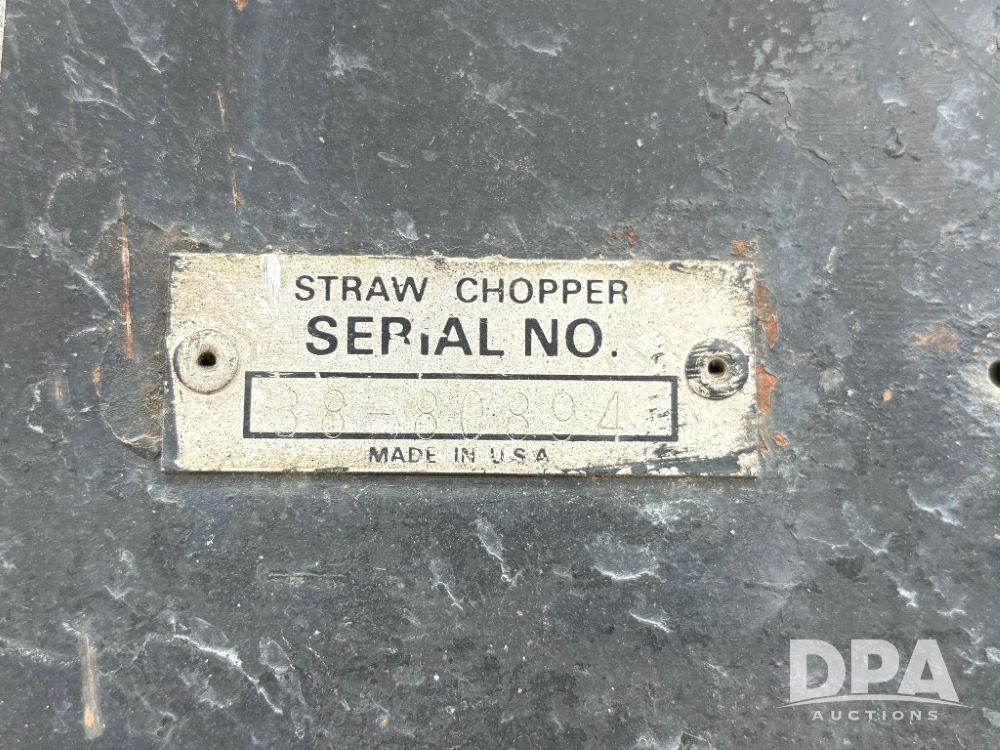 STRAW CHOPPER
SERIAL NO.
38-80894
MADE IN U.S.A
DPA
AUCTIONS